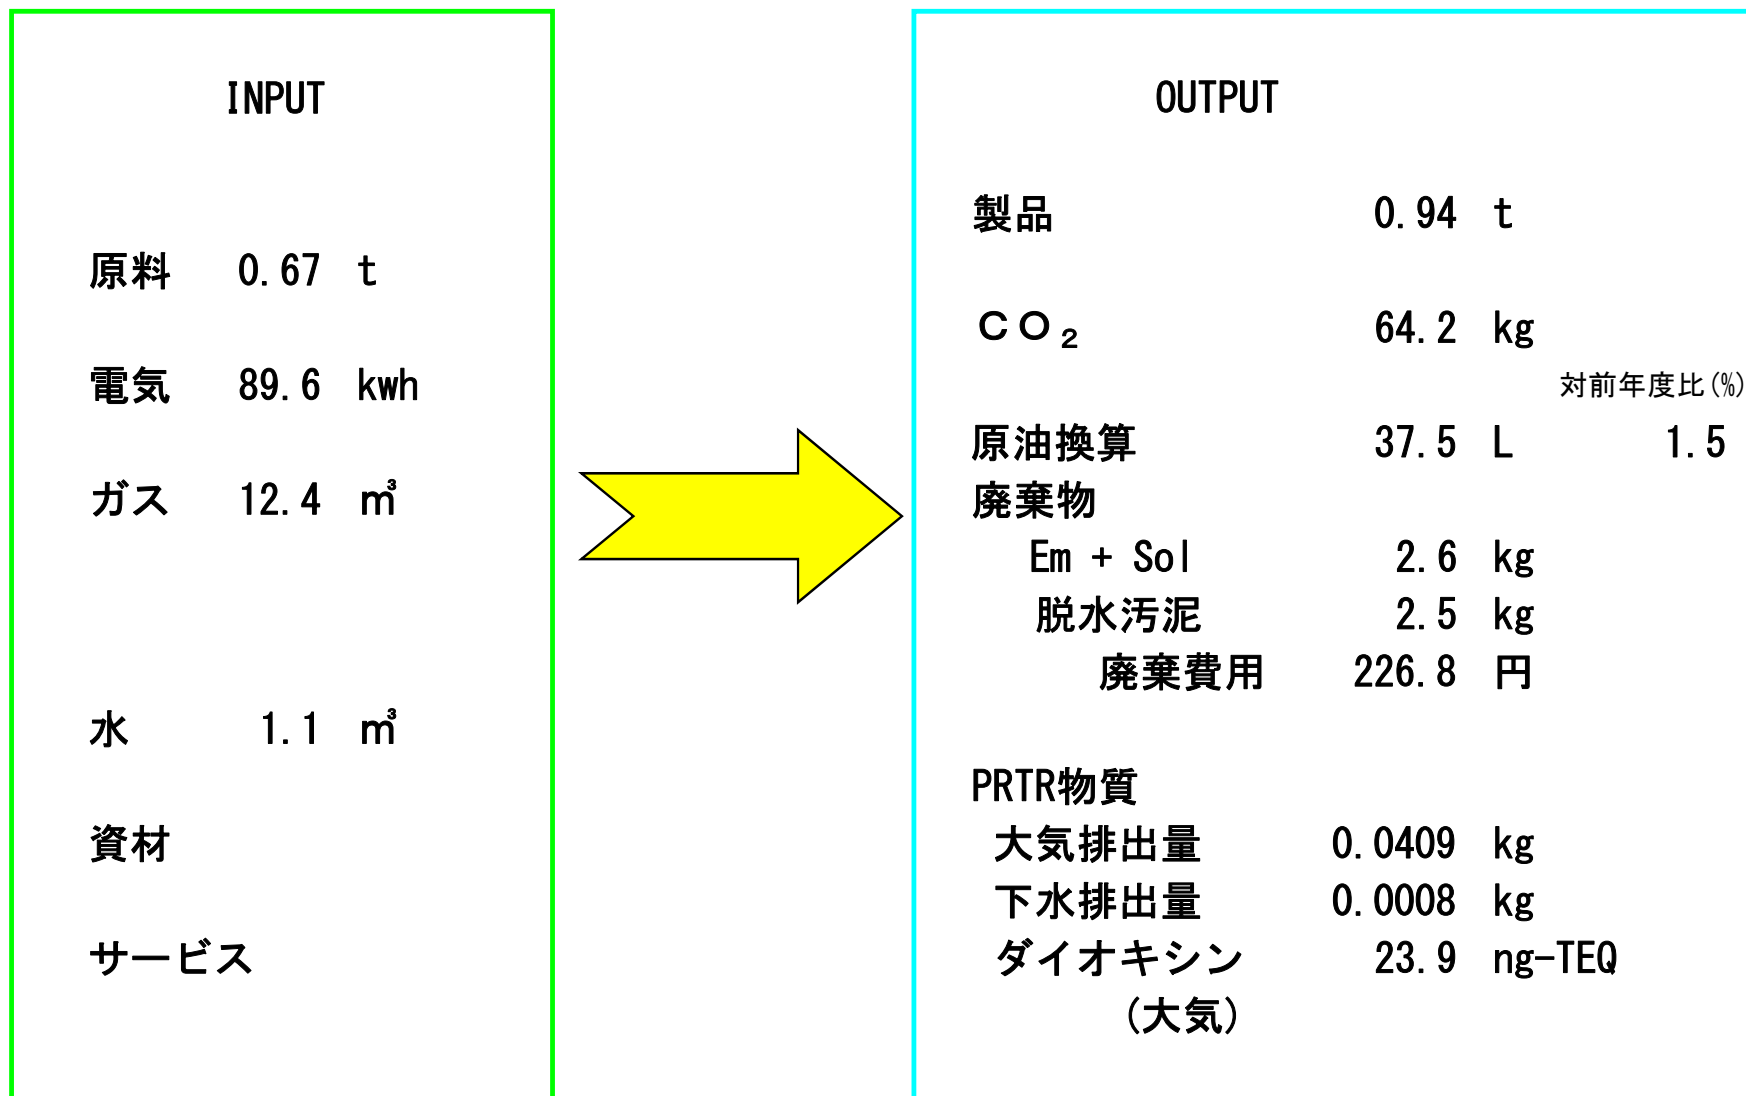 INPUT
原料 0.67 t
電気 89.6 kwh
ガス 12.4 ㎥
水 1.1 ㎥
資材
サービス
OUTPUT
製品 0.94 t
ＣＯ₂ 64.2 kg
対前年度比(%)
原油換算 37.5 L 1.5
廃棄物
Em + Sol 2.6 kg
脱水汚泥 2.5 kg
廃棄費用 226.8 円
PRTR物質
大気排出量 0.0409 kg
下水排出量 0.0008 kg
ダイオキシン 23.9 ng-TEQ
(大気)